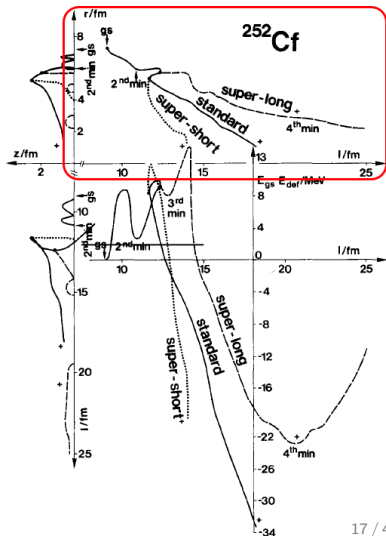 r/fm
gs
8
6
4
2
2nd min gs
2nd min
252Cf
super-long
4th min
standard
super-short
z/fm
2
10
15
20
l/fm
25
13
Egs Edef/MeV
gs
2nd min
10
8
3rd min
gs
2nd min
4
l/fm
10
15
20
25
0
-4
-8
-12
-16
-22
-26
-30
-34
super-long
standard
super-short
4th min
15
20
25
l/fm
17 / 4